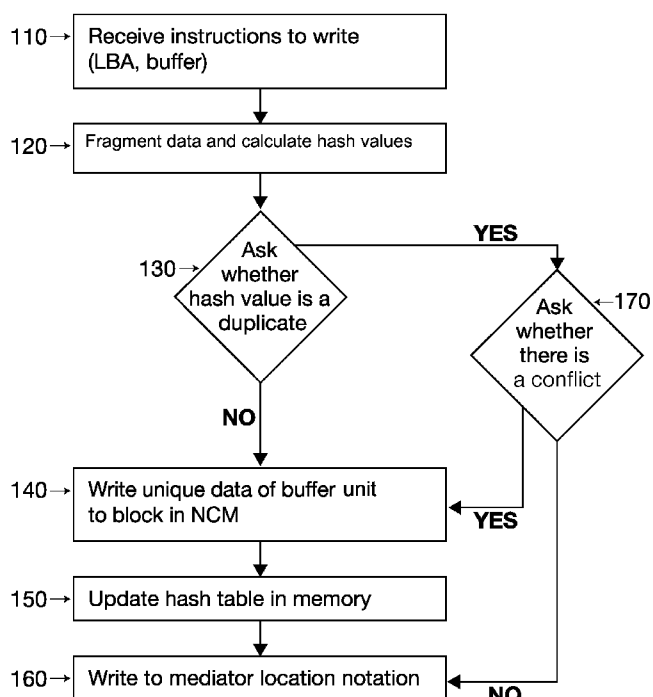 110
Receive instructions to write
(LBA, buffer)
120
Fragment data and calculate hash values
130
Ask
whether
hash value is a
duplicate
YES
170
Ask
whether
there is
a conflict
NO
140
Write unique data of buffer unit
to block in NCM
YES
150
Update hash table in memory
160
Write to mediator location notation
NO